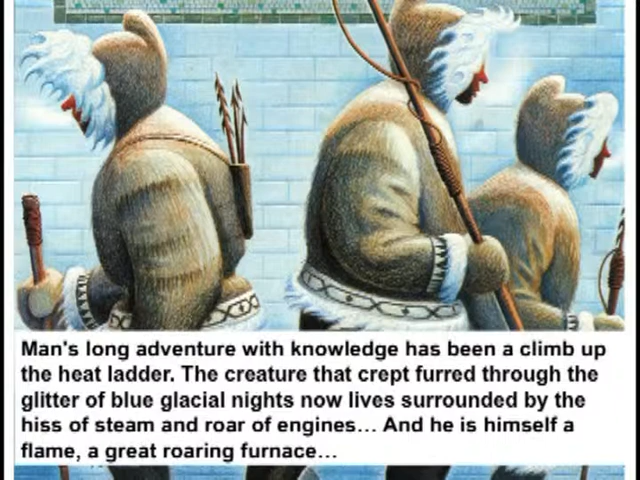 Man's long adventure with knowledge has been a climb up
the heat ladder. The creature that crept furred through the
glitter of blue glacial nights now lives surrounded by the
hiss of steam and roar of engines… And he is himself a
flame, a great roaring furnace…